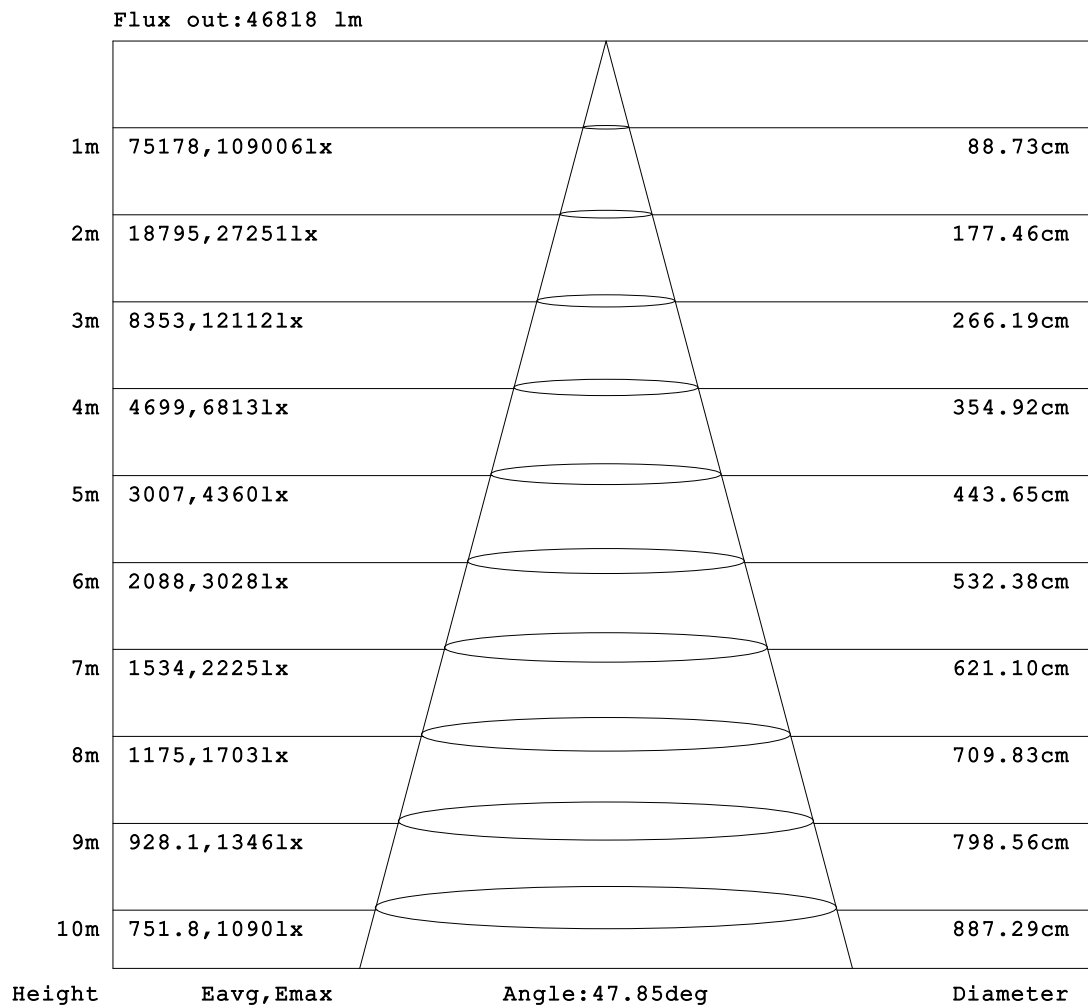 Flux out:46818 lm
1m 75178,109006lx 88.73cm
2m 18795,27251lx 177.46cm
3m 8353,12112lx 266.19cm
4m 4699,6813lx 354.92cm
5m 3007,4360lx 443.65cm
6m 2088,3028lx 532.38cm
7m 1534,2225lx 621.10cm
8m 1175,1703lx 709.83cm
9m 928.1,1346lx 798.56cm
10m 751.8,1090lx 887.29cm
Height Eavg,Emax Angle:47.85deg Diameter